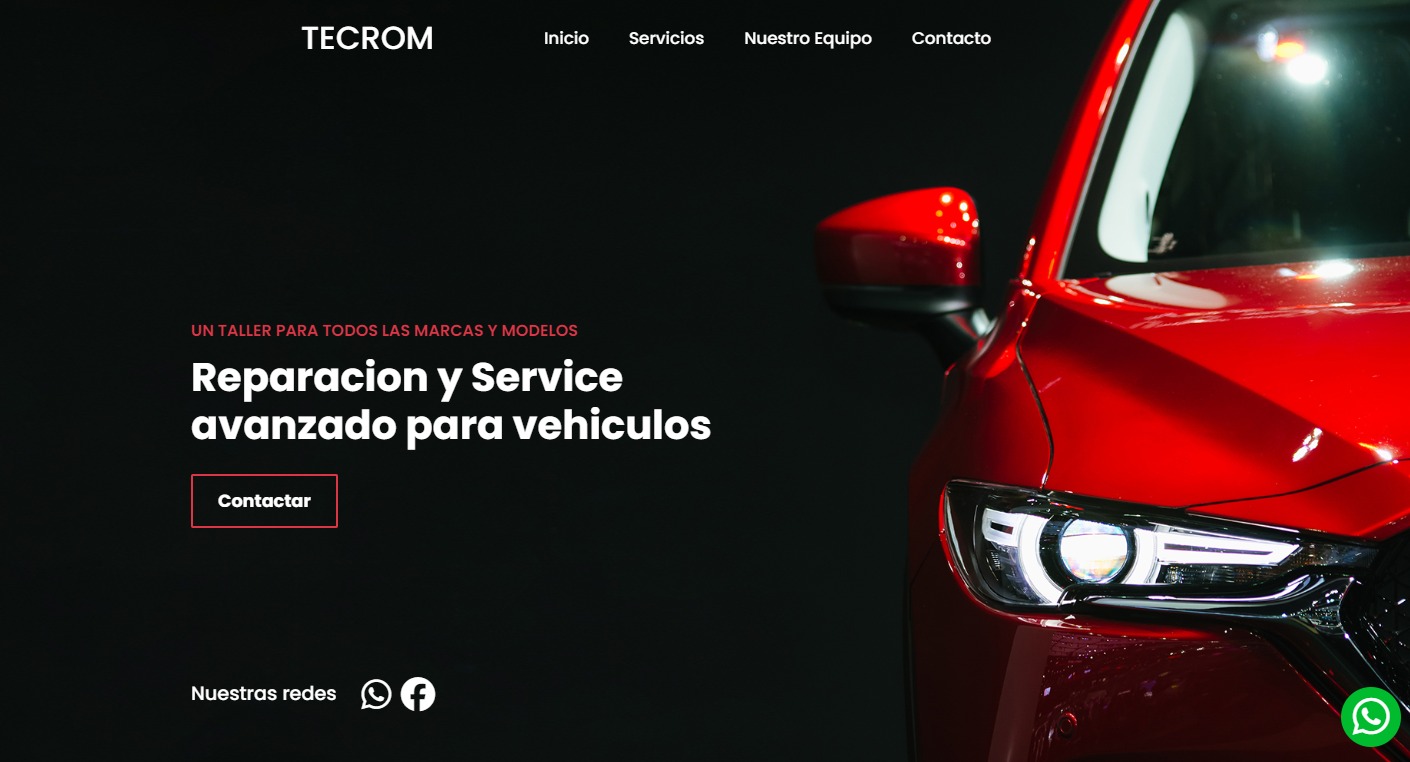 TECROM
Inicio Servicios Nuestro Equipo Contacto
UN TALLER PARA TODOS LAS MARCAS Y MODELOS
Reparacion y Service
avanzado para vehiculos
Contactar
Nuestras redes